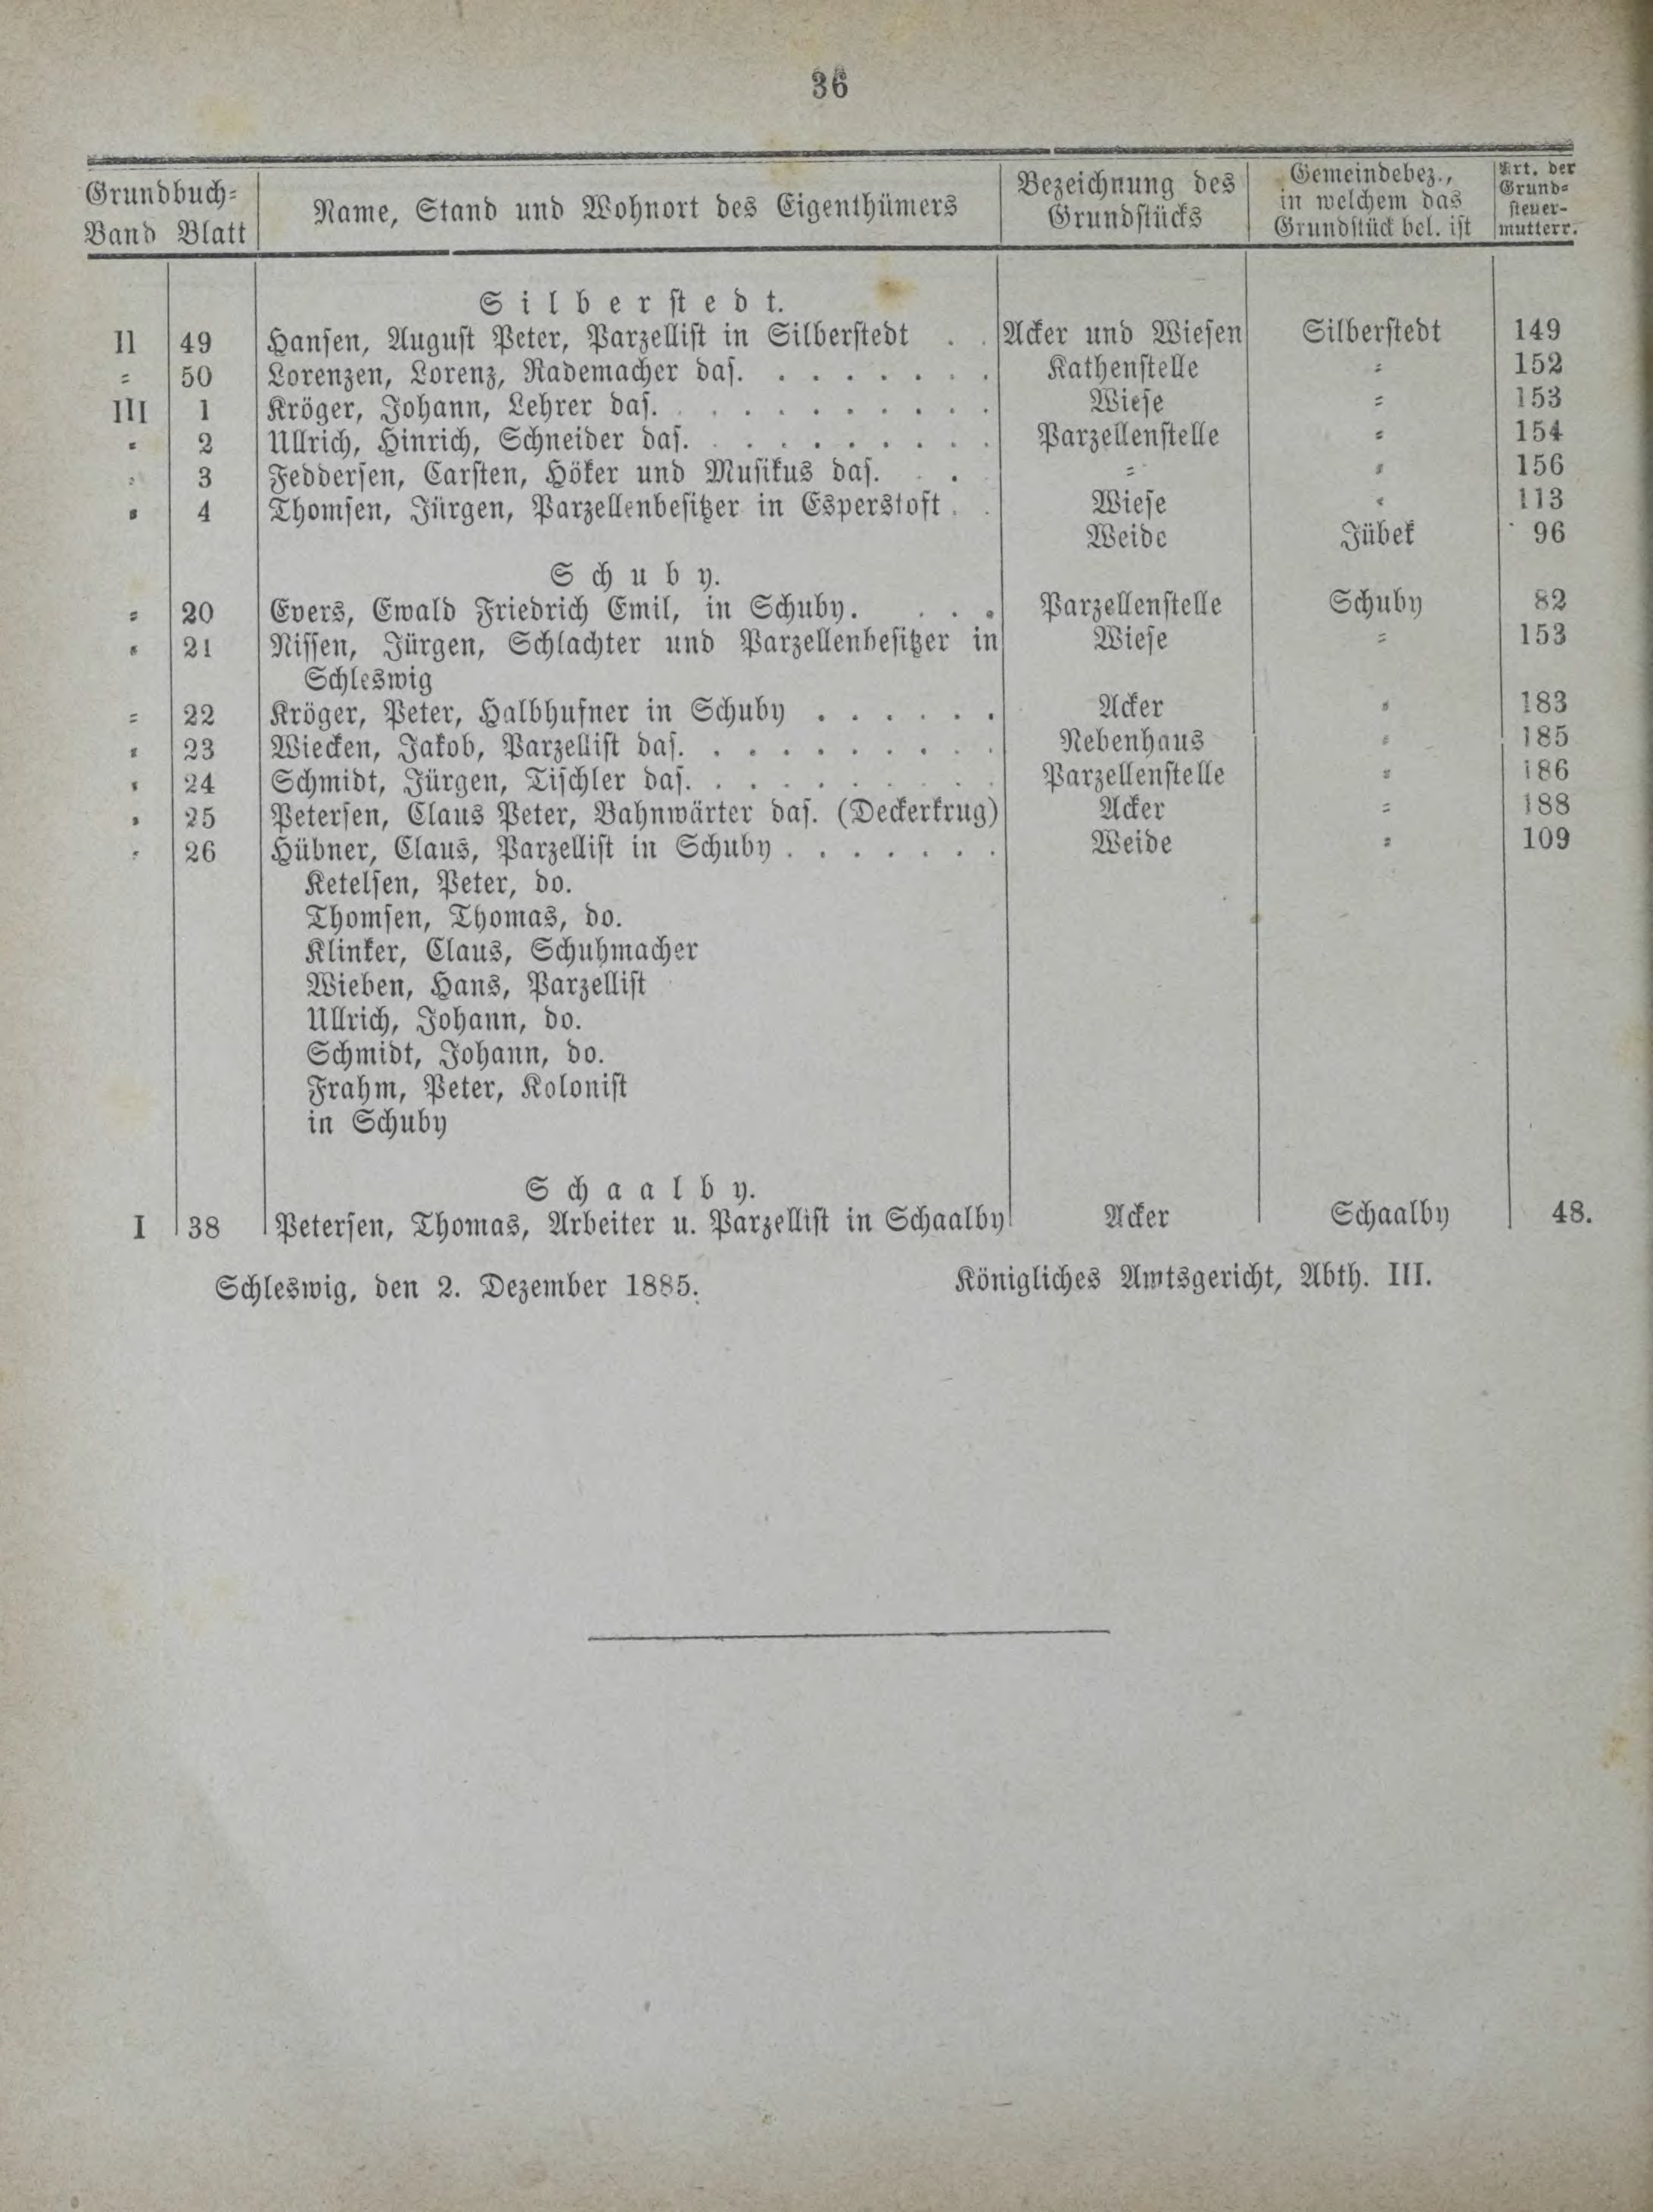 36
Grundbuch= Band Blatt Name, Stand und Wohnort des Eigenthümers Bezeichnung des Grundstücks Gemeindebez., in welchem das Grundstück bel. ist Art. der Grund= steuer- mutterr.
Silberstedt.
II 49 Hansen, August Peter, Parzellist in Silberstedt . . Acker und Wiesen Silberstedt 149
= 50 Lorenzen, Lorenz, Rademacher das. . . . . . . . Kathenstelle = 152
III 1 Kröger, Johann, Lehrer das. . . . . . . . . . . Wiese = 153
= 2 Ullrich, Hinrich, Schneider das. . . . . . . . . . Parzellenstelle = 154
= 3 Feddersen, Carsten, Höker und Musikus das. . . = = 156
= 4 Thomsen, Jürgen, Parzellenbesitzer in Esperstoft . . Wiese = 113
Weide Jübek 96
Schuby.
= 20 Evers, Ewald Friedrich Emil, in Schuby. . . . Parzellenstelle Schuby 82
= 21 Nissen, Jürgen, Schlachter und Parzellenbesitzer in Wiese = 153
Schleswig
= 22 Kröger, Peter, Halbhufner in Schuby . . . . . . Acker = 183
= 23 Wiecken, Jakob, Parzellist das. . . . . . . . . . Nebenhaus = 185
= 24 Schmidt, Jürgen, Tischler das. . . . . . . . . . Parzellenstelle = 186
= 25 Petersen, Claus Peter, Bahnwärter das. (Deckerkrug) Acker = 188
= 26 Hübner, Claus, Parzellist in Schuby . . . . . . . Weide = 109
Ketelsen, Peter, do.
Thomsen, Thomas, do.
Klinker, Claus, Schuhmacher
Wieben, Hans, Parzellist
Ullrich, Johann, do.
Schmidt, Johann, do.
Frahm, Peter, Kolonist
in Schuby
Schaalby.
I 38 Petersen, Thomas, Arbeiter u. Parzellist in Schaalby Acker Schaalby 48.
Schleswig, den 2. Dezember 1885. Königliches Amtsgericht, Abth. III.